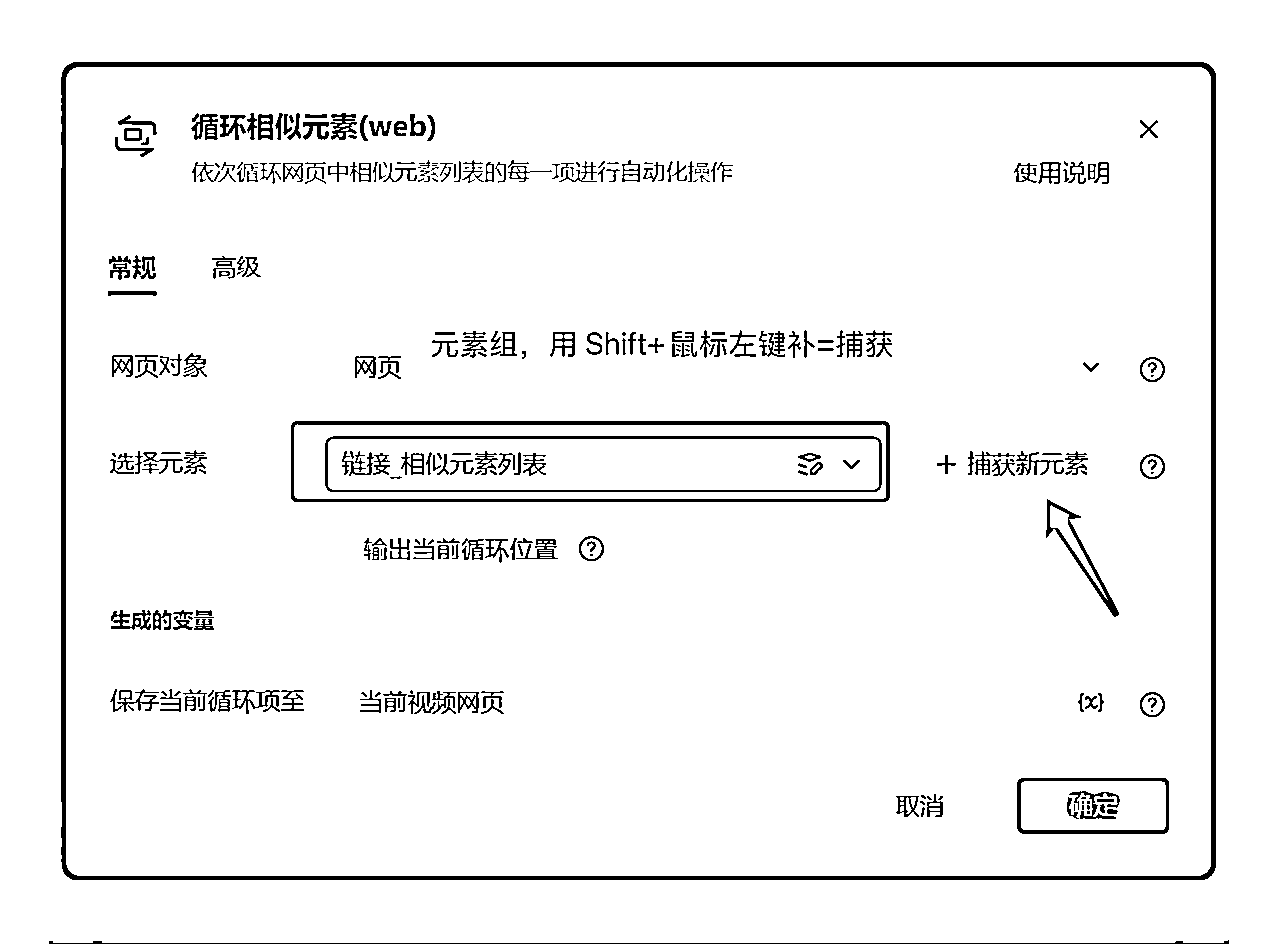 循环相似元素(web)
依次循环网页中相似元素列表的每一项进行自动化操作
使用说明
常规 高级
元素组，用 Shift+鼠标左键补=捕获
网页对象 网页
选择元素 链接_相似元素列表 + 捕获新元素
输出当前循环位置
生成的变量
保存当前循环项至 当前视频网页 {x}
取消 确定